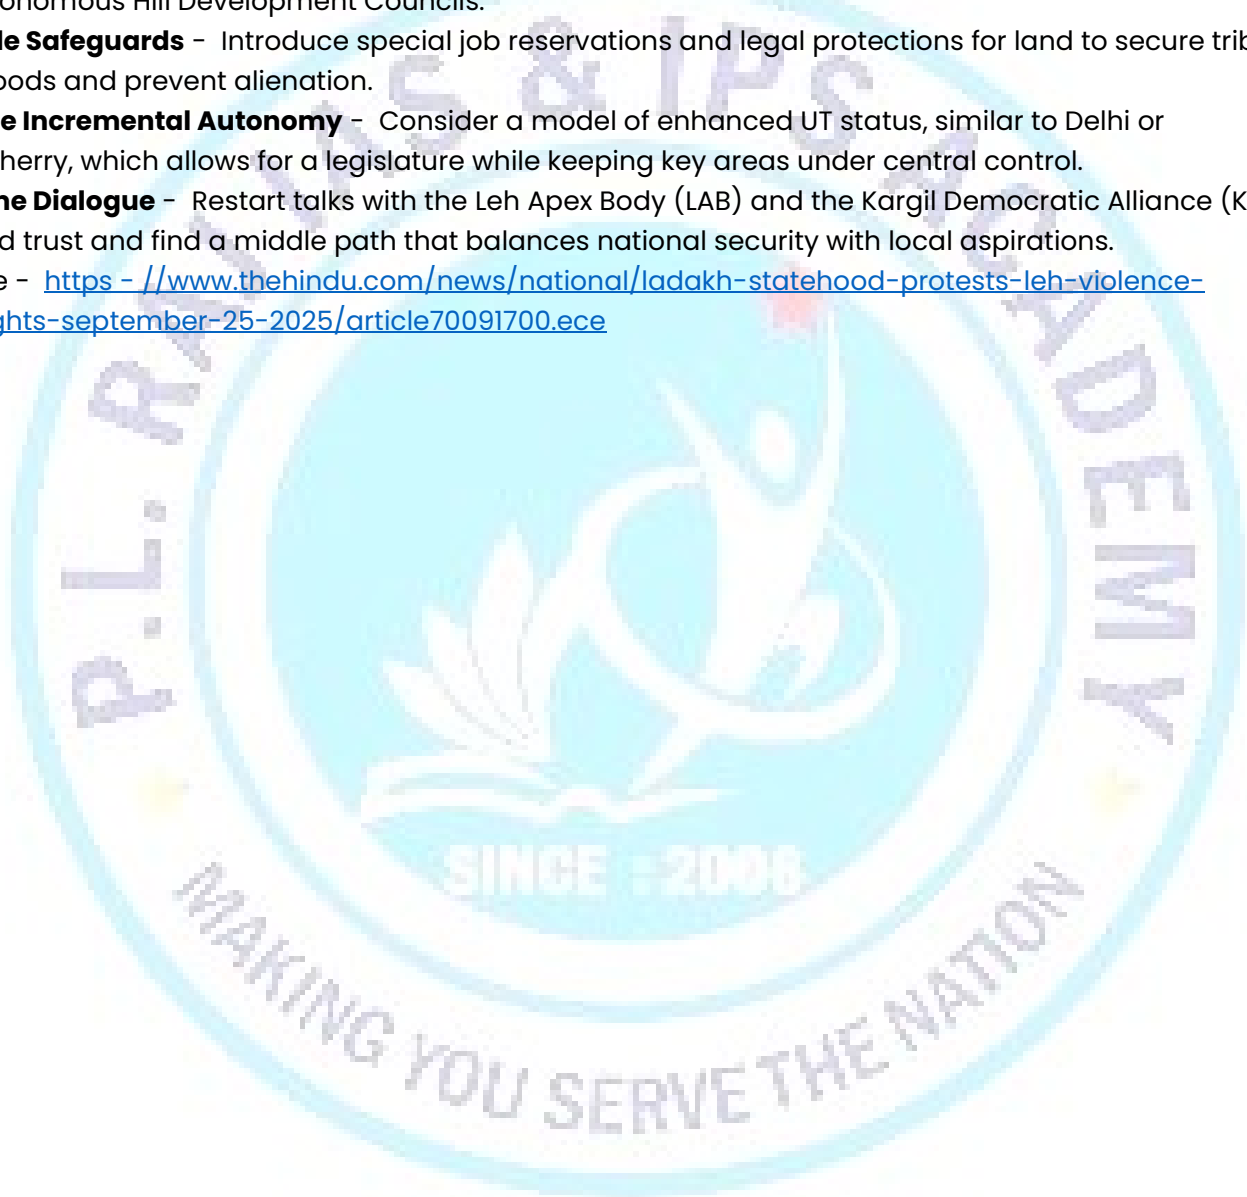 onomous Hill Development Councils.
de Safeguards - Introduce special job reservations and legal protections for land to secure trib
oods and prevent alienation.
e Incremental Autonomy - Consider a model of enhanced UT status, similar to Delhi or
cherry, which allows for a legislature while keeping key areas under central control.
me Dialogue - Restart talks with the Leh Apex Body (LAB) and the Kargil Democratic Alliance (K
d trust and find a middle path that balances national security with local aspirations.
e - https - //www.thehindu.com/news/national/ladakh-statehood-protests-leh-violence-
ghts-september-25-2025/article70091700.ece
P.L. RAJ IAS & IPS ACADEMY
SINCE : 2008
MAKING YOU SERVE THE NATION